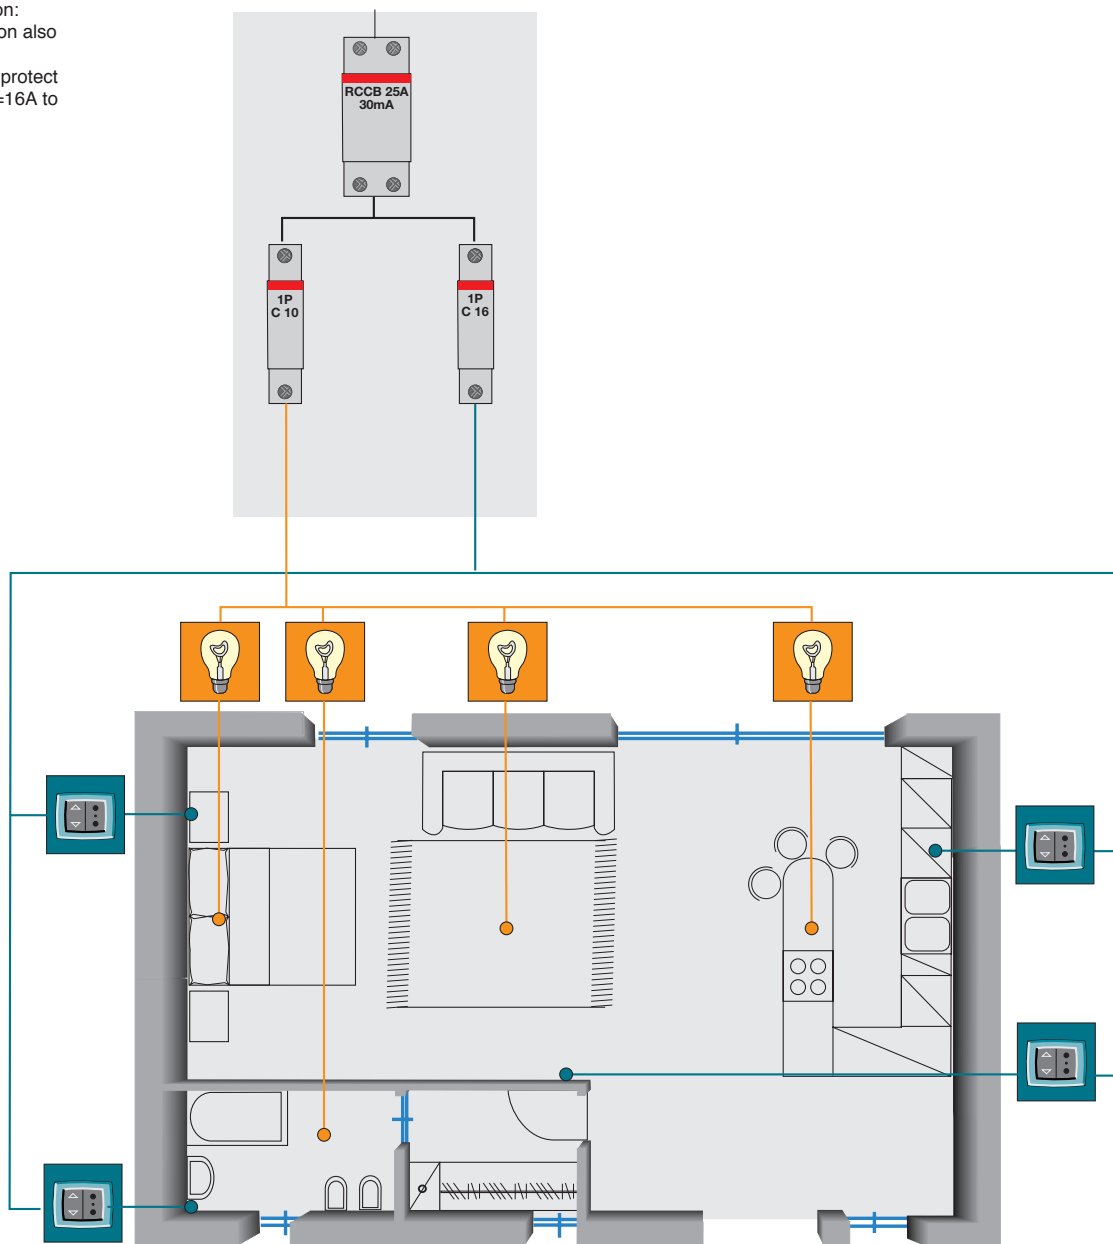 on:
on also
protect
=16A to
RCCB 25A
30mA
1P
C 10
1P
C 16